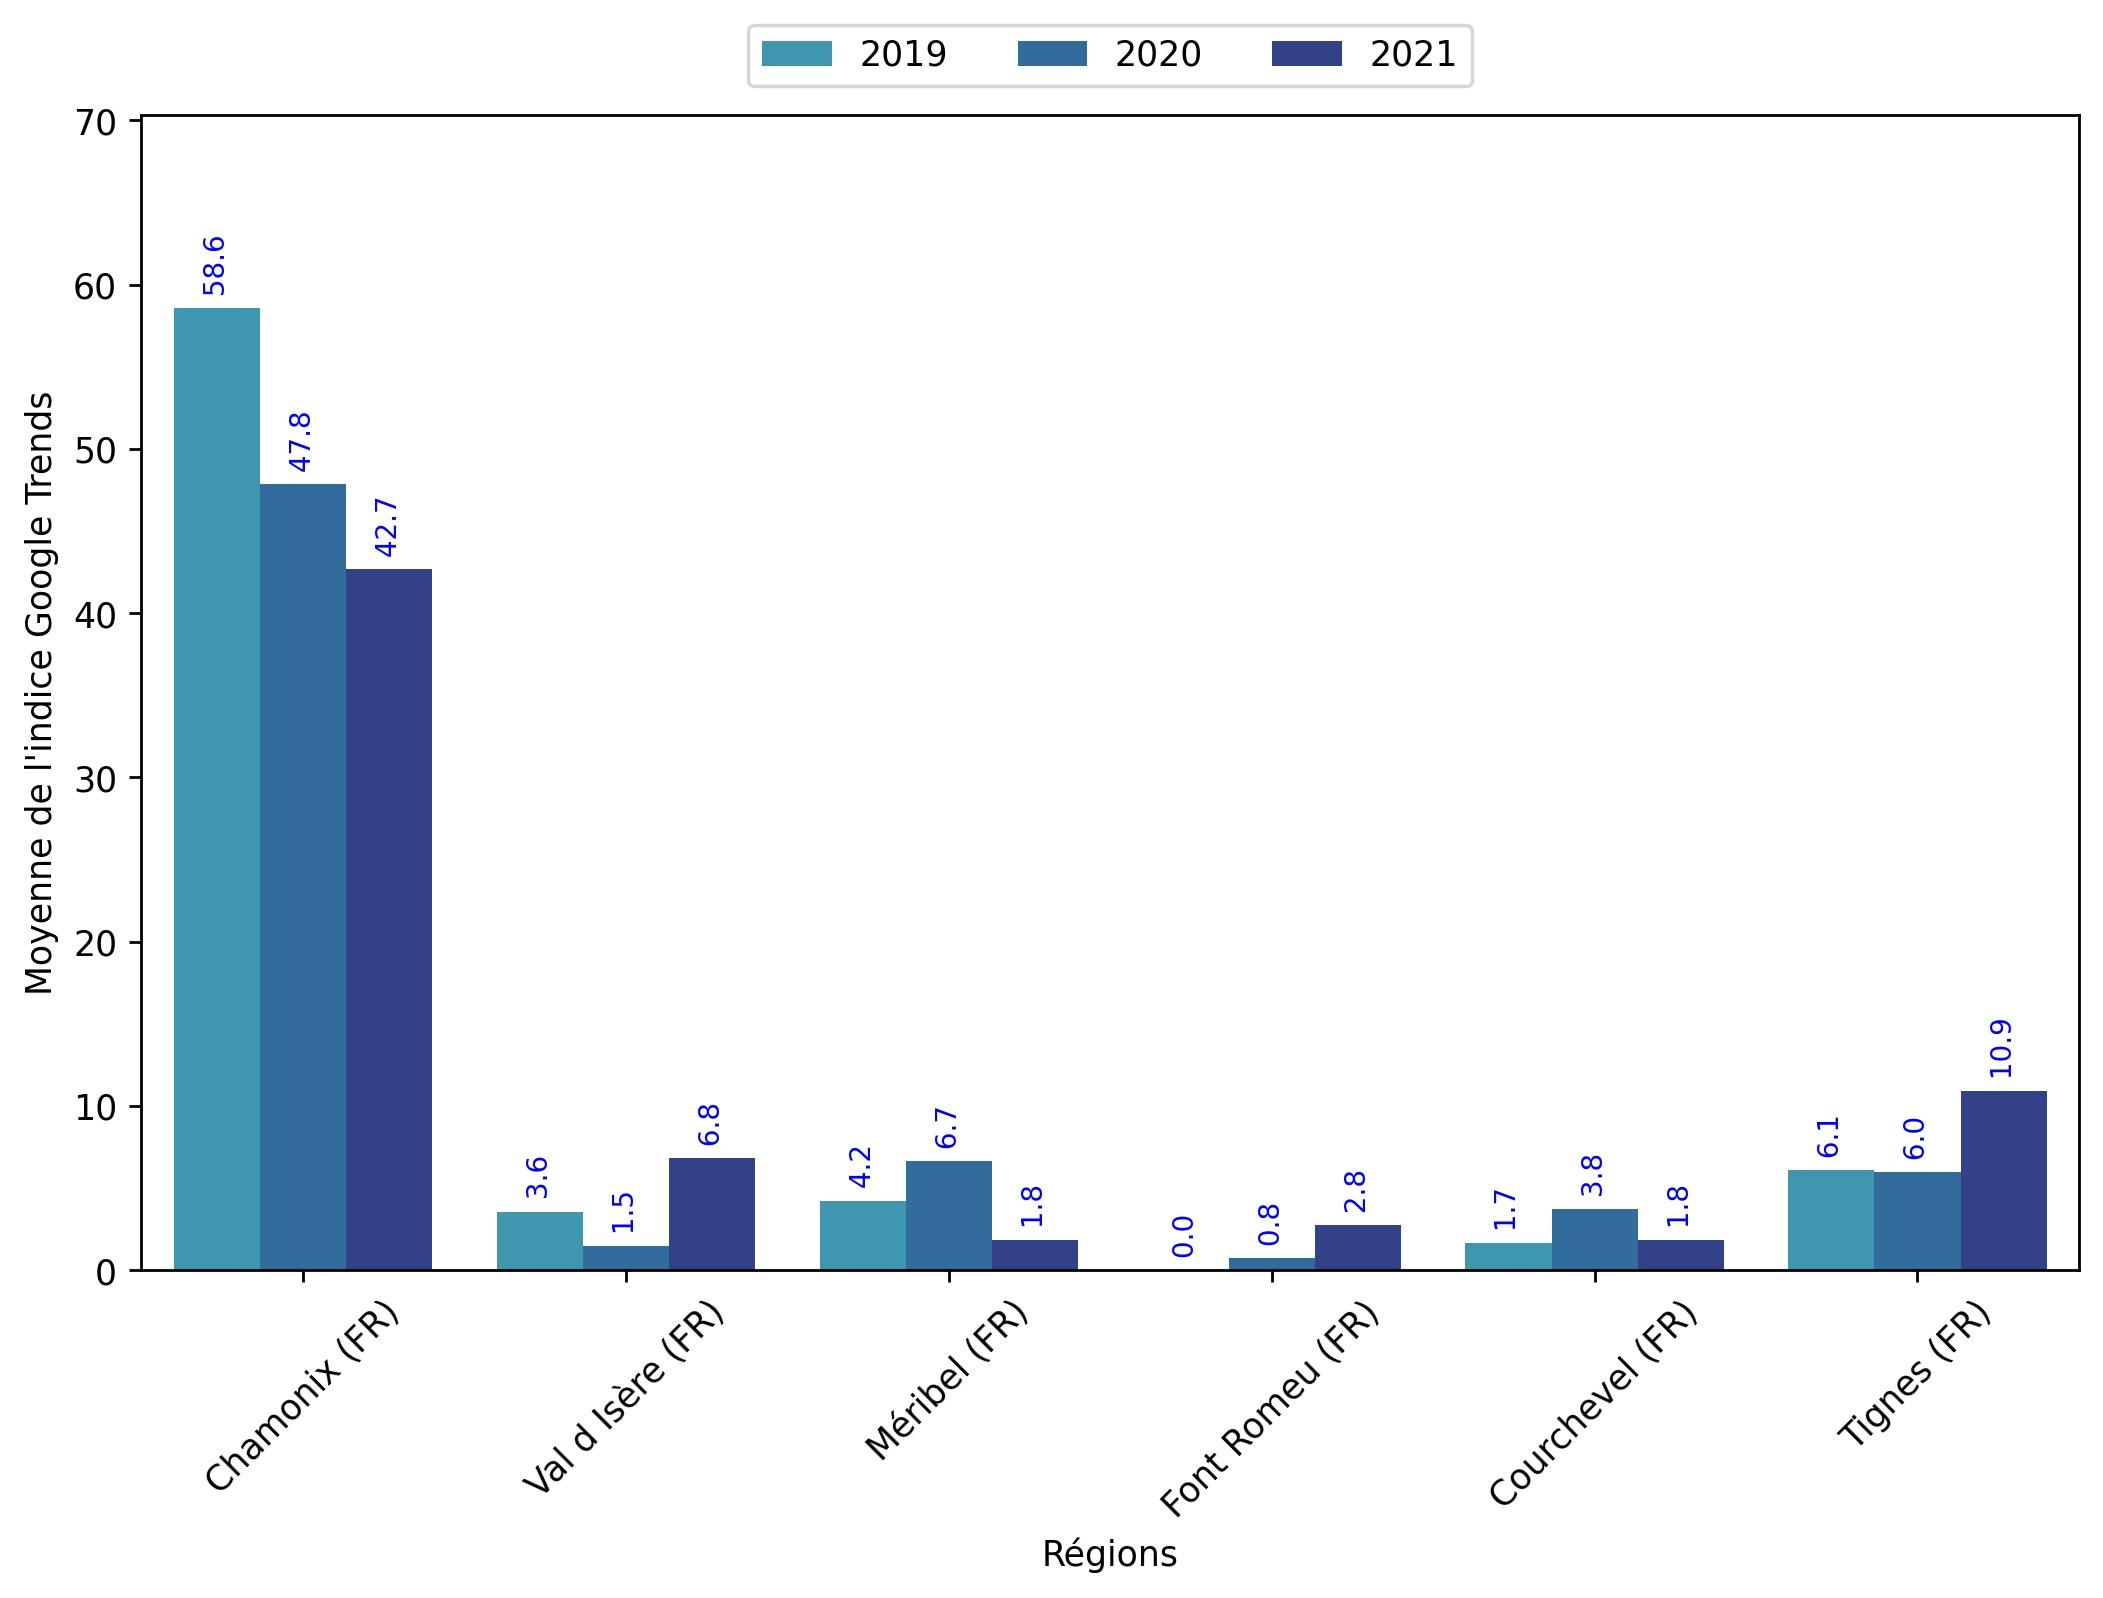 2019 2020 2021
Moyenne de l'indice Google Trends
70
60
50
40
30
20
10
0
58.6
47.8
42.7
3.6
1.5
6.8
4.2
6.7
1.8
0.0
0.8
2.8
1.7
3.8
1.8
6.1
6.0
10.9
Chamonix (FR)
Val d Isère (FR)
Méribel (FR)
Font Romeu (FR)
Courchevel (FR)
Tignes (FR)
Régions